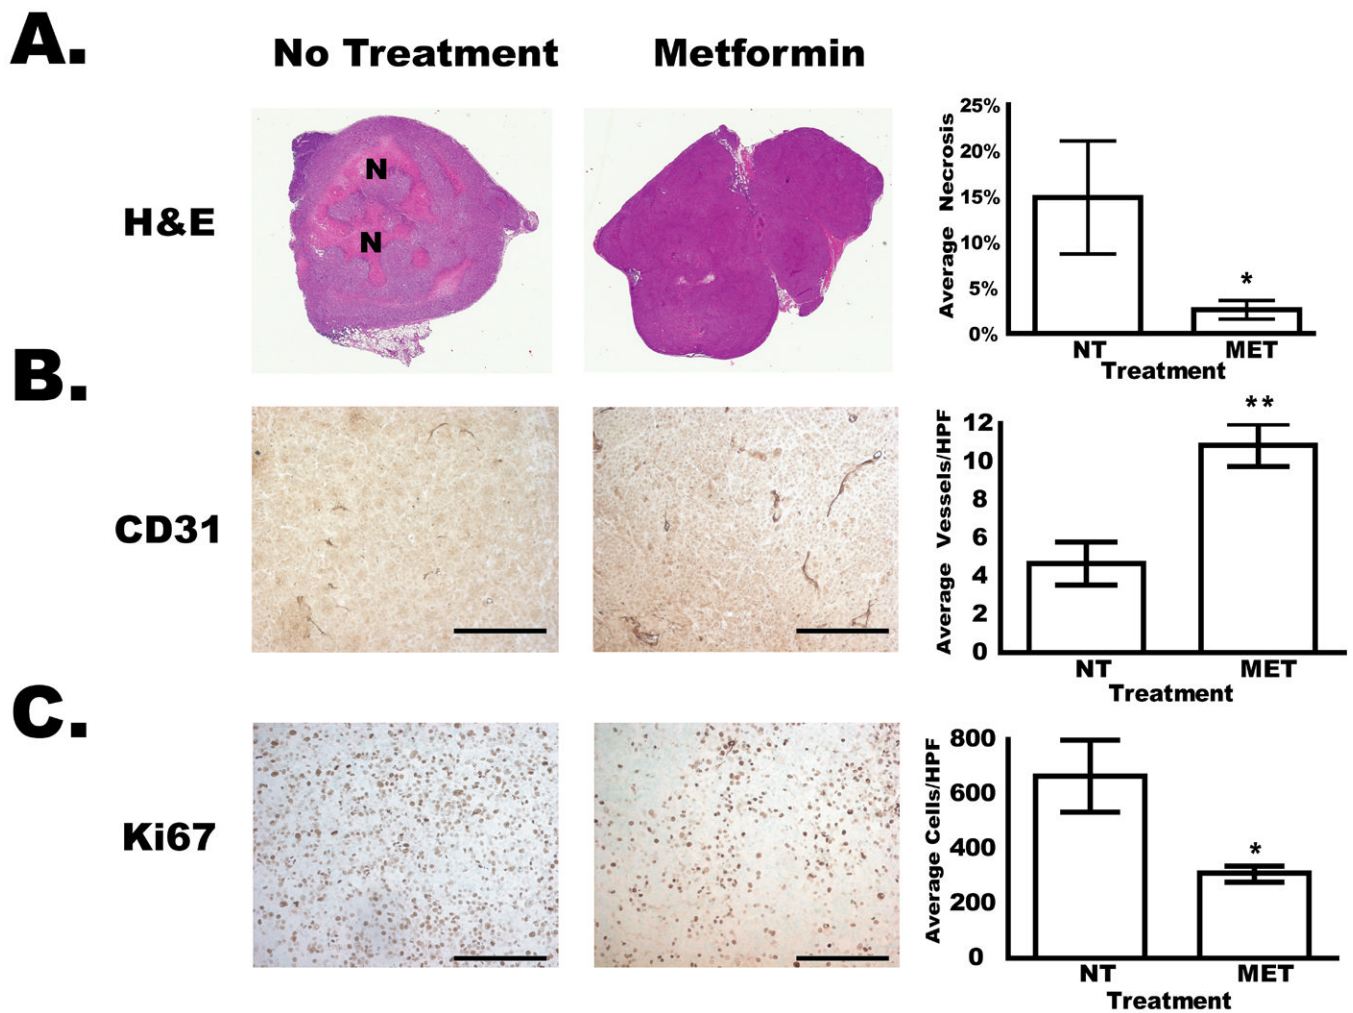 A.
No Treatment
Metformin
H&E
N
N
Average Necrosis
25%
20%
15%
10%
5%
0%
*
NT
MET
Treatment
B.
CD31
Average Vessels/HPF
12
10
8
6
4
2
0
**
NT
MET
Treatment
C.
Ki67
Average Cells/HPF
800
600
400
200
0
*
NT
MET
Treatment